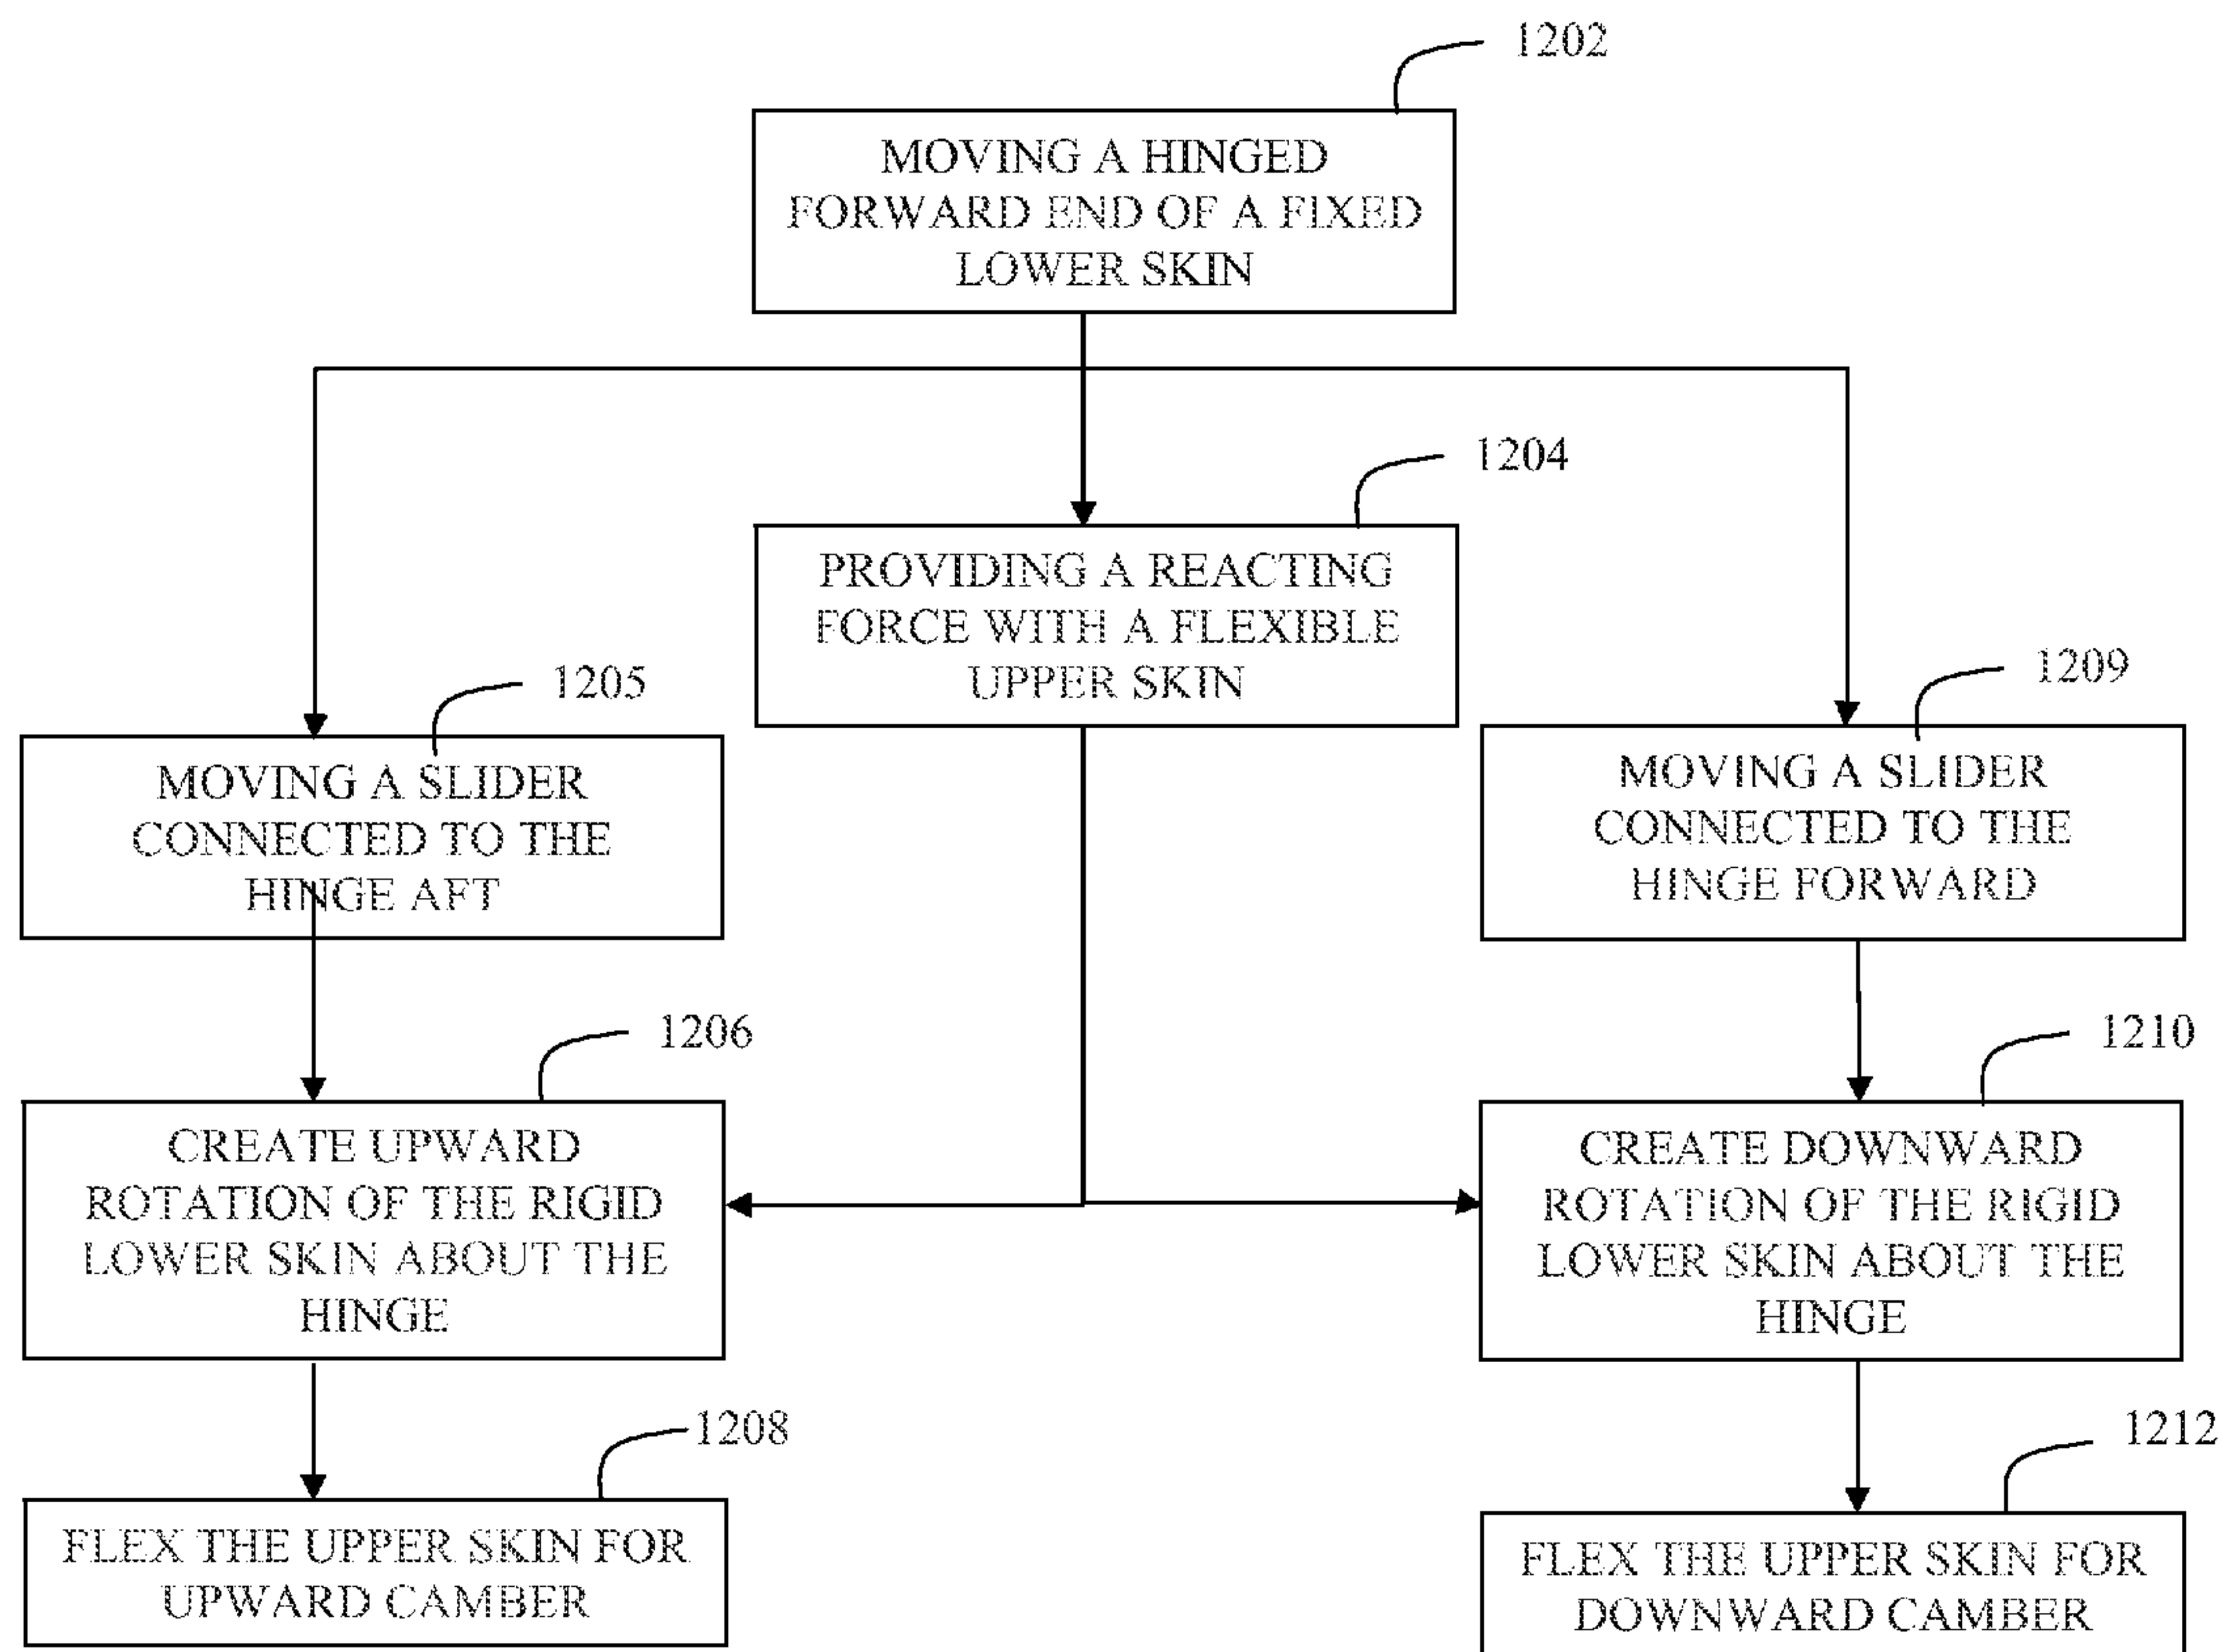 1202
MOVING A HINGED
FORWARD END OF A FIXED
LOWER SKIN
1204
PROVIDING A REACTING
FORCE WITH A FLEXIBLE
UPPER SKIN
1205
MOVING A SLIDER
CONNECTED TO THE
HINGE AFT
1209
MOVING A SLIDER
CONNECTED TO THE
HINGE FORWARD
1206
CREATE UPWARD
ROTATION OF THE RIGID
LOWER SKIN ABOUT THE
HINGE
1210
CREATE DOWNWARD
ROTATION OF THE RIGID
LOWER SKIN ABOUT THE
HINGE
1208
FLEX THE UPPER SKIN FOR
UPWARD CAMBER
1212
FLEX THE UPPER SKIN FOR
DOWNWARD CAMBER